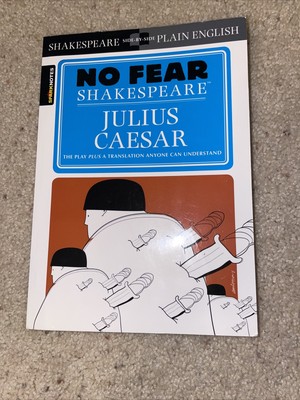 SHAKESPEARE SIDE-BY-SIDE PLAIN ENGLISH
SPARKNOTES
NO FEAR
SHAKESPEARE
JULIUS
CAESAR
THE PLAY PLUS A TRANSLATION ANYONE CAN UNDERSTAND